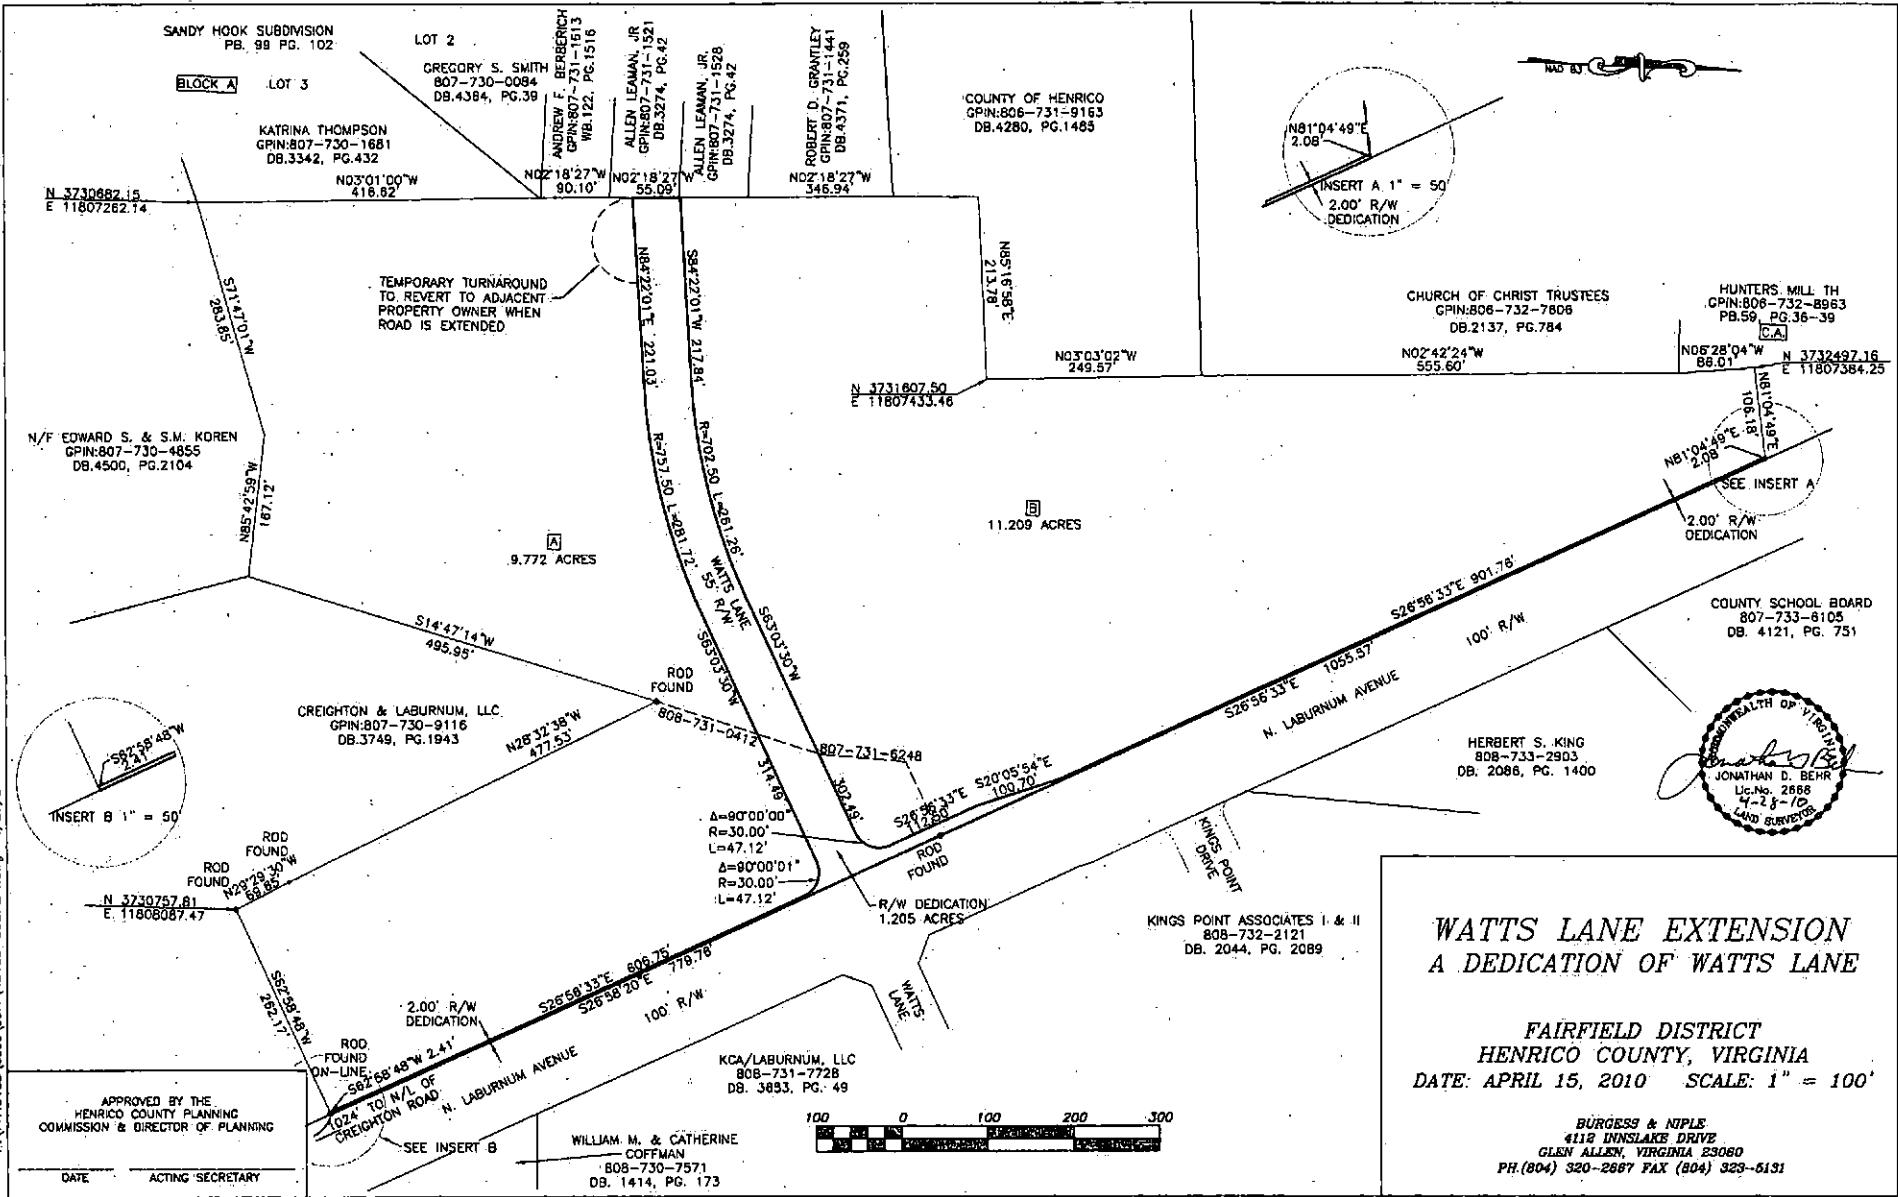 SANDY HOOK SUBDIVISION
PB. 99 PG. 102
BLOCK A
LOT 3
LOT 2
GREGORY S. SMITH
807-730-0084
DB.4384, PG.39
KATRINA THOMPSON
GPIN:807-730-1681
DB.3342, PG.432
N03°01'00"W
416.62'
N 3730682.15
E 11807262.14
ANDREW F. BERBERICH
GPIN:807-731-1513
WB.122, PG.1516
ALLEN LEAMAN, JR
GPIN:807-731-1521
DB.3274, PG.42
ALLEN LEAMAN, JR.
GPIN:807-731-1528
DB.3274, PG.42
ROBERT D. GRANTLEY
GPIN:807-731-1441
DB.4371, PG.259
N02°18'27"W
90.10'
N02°18'27"W
55.09'
N02°18'27"W
346.94'
COUNTY OF HENRICO
GPIN:806-731-9163
DB.4280, PG.1485
NAD 83
N81°04'49"E
2.08'
INSERT A 1" = 50'
2.00' R/W
DEDICATION
TEMPORARY TURNAROUND
TO REVERT TO ADJACENT
PROPERTY OWNER WHEN
ROAD IS EXTENDED
N84°22'01"E 221.03'
S84°22'01"W 217.84'
N85°16'58"E
213.78'
CHURCH OF CHRIST TRUSTEES
GPIN:806-732-7606
DB.2137, PG.784
HUNTERS MILL TH
GPIN:806-732-8963
PB.59, PG.36-39
C.A.
N03°03'02"W
249.57'
N02°42'24"W
555.60'
N06°28'04"W
86.01'
N 3732497.16
E 11807384.25
N 3731607.50
E 11807433.46
S71°47'01"W
283.65'
N/F EDWARD S. & S.M. KOREN
GPIN:807-730-4855
DB.4500, PG.2104
N85°42'59"W
167.12'
A
9.772 ACRES
R=757.50 L=281.72'
R=702.50 L=261.26'
WATTS LANE
55' R/W
B
11.209 ACRES
N81°04'49"E
106.18'
N81°04'49"E
2.08'
SEE INSERT A
2.00' R/W
DEDICATION
S14°47'14"W
495.95'
S63°03'30"W
314.49'
S63°03'30"W
302.49'
S26°56'33"E 901.76'
S26°56'33"E 1055.37'
100' R/W
N. LABURNUM AVENUE
COUNTY SCHOOL BOARD
807-733-6105
DB. 4121, PG. 751
ROD
FOUND
808-731-0412
807-731-6248
CREIGHTON & LABURNUM, LLC
GPIN:807-730-9116
DB.3749, PG.1943
N28°32'38"W
477.53'
S62°58'48"W
2.41'
INSERT B 1" = 50'
HERBERT S. KING
808-733-2903
DB. 2086, PG. 1400
COMMONWEALTH OF VIRGINIA
JONATHAN D. BEHR
Lic.No. 2668
4-28-10
LAND SURVEYOR
S26°56'33"E
112.80'
S20°05'54"E
100.70'
Δ=90°00'00"
R=30.00'
L=47.12'
Δ=90°00'01"
R=30.00'
L=47.12'
ROD
FOUND
KINGS POINT
DRIVE
R/W DEDICATION
1.205 ACRES
ROD
FOUND
ROD
FOUND
N29°29'30"W
69.85'
N 3730757.81
E 11808087.47
KINGS POINT ASSOCIATES I & II
808-732-2121
DB. 2044, PG. 2089
S62°58'48"W
262.17'
2.00' R/W
DEDICATION
S26°58'33"E 606.75'
S26°58'20"E 779.76'
100' R/W
WATTS
LANE
ROD
FOUND
ON-LINE
S62°58'48"W 2.41'
1024' TO N/L OF
CREIGHTON ROAD
N. LABURNUM AVENUE
SEE INSERT B
KCA/LABURNUM, LLC
808-731-7728
DB. 3693, PG. 49
WILLIAM M. & CATHERINE
COFFMAN
808-730-7571
DB. 1414, PG. 173
100 0 100 200 300
APPROVED BY THE
HENRICO COUNTY PLANNING
COMMISSION & DIRECTOR OF PLANNING
DATE ACTING SECRETARY
WATTS LANE EXTENSION
A DEDICATION OF WATTS LANE
FAIRFIELD DISTRICT
HENRICO COUNTY, VIRGINIA
DATE: APRIL 15, 2010 SCALE: 1" = 100'
BURGESS & NIPLE
4112 INNSLAKE DRIVE
GLEN ALLEN, VIRGINIA 23060
PH.(804) 320-2667 FAX (804) 323-5131